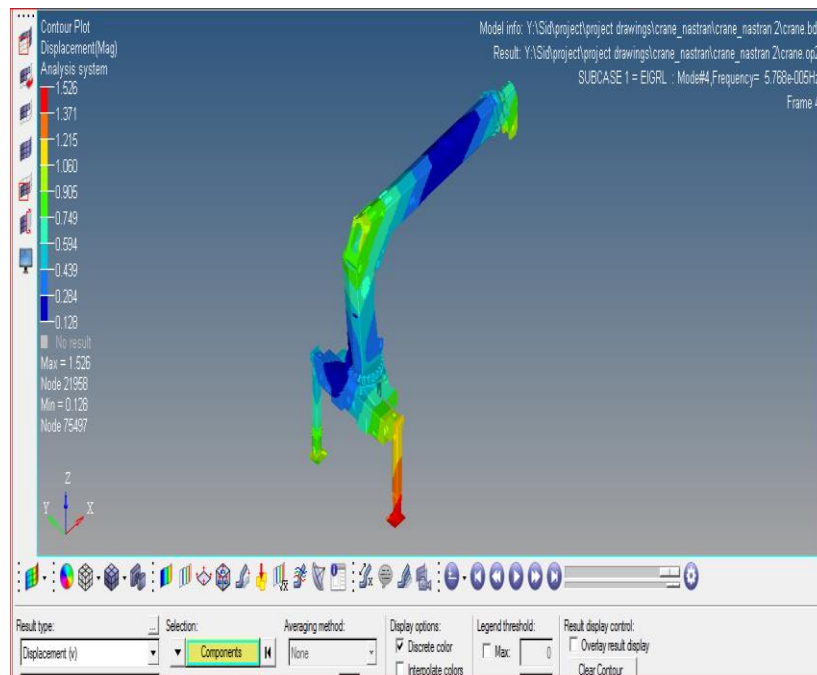 Contour Plot
Displacement(Mag)
Analysis system
1.526
1.371
1.215
1.060
0.905
0.749
0.594
0.439
0.284
0.128
No result
Max = 1.526
Node 21958
Min = 0.128
Node 75497
Model info: Y:\Sid\project\project drawings\crane_nastran\crane_nastran 2\crane.bd
Result: Y:\Sid\project\project drawings\crane_nastran\crane_nastran 2\crane.op2
SUBCASE 1 = EIGRL : Mode#4,Frequency= 5.768e-005Hz
Frame 4
Z
Y
X
Result type:
Displacement (v)
Selection:
Components
Averaging method:
None
Display options:
Discrete color
Interpolate colors
Legend threshold:
Max: 0
Result display control:
Overlay result display
Clear Contour